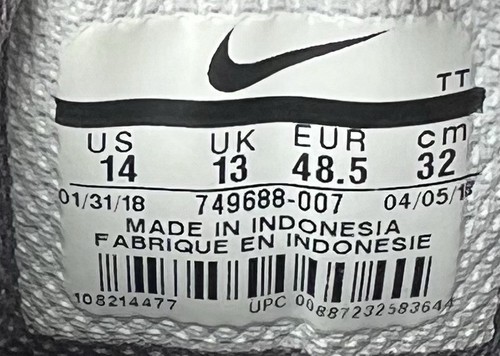 TT
US UK EUR cm
14 13 48.5 32
01/31/18 749688-007 04/05/18
MADE IN INDONESIA
FABRIQUE EN INDONESIE
108214477 UPC 00887232583644